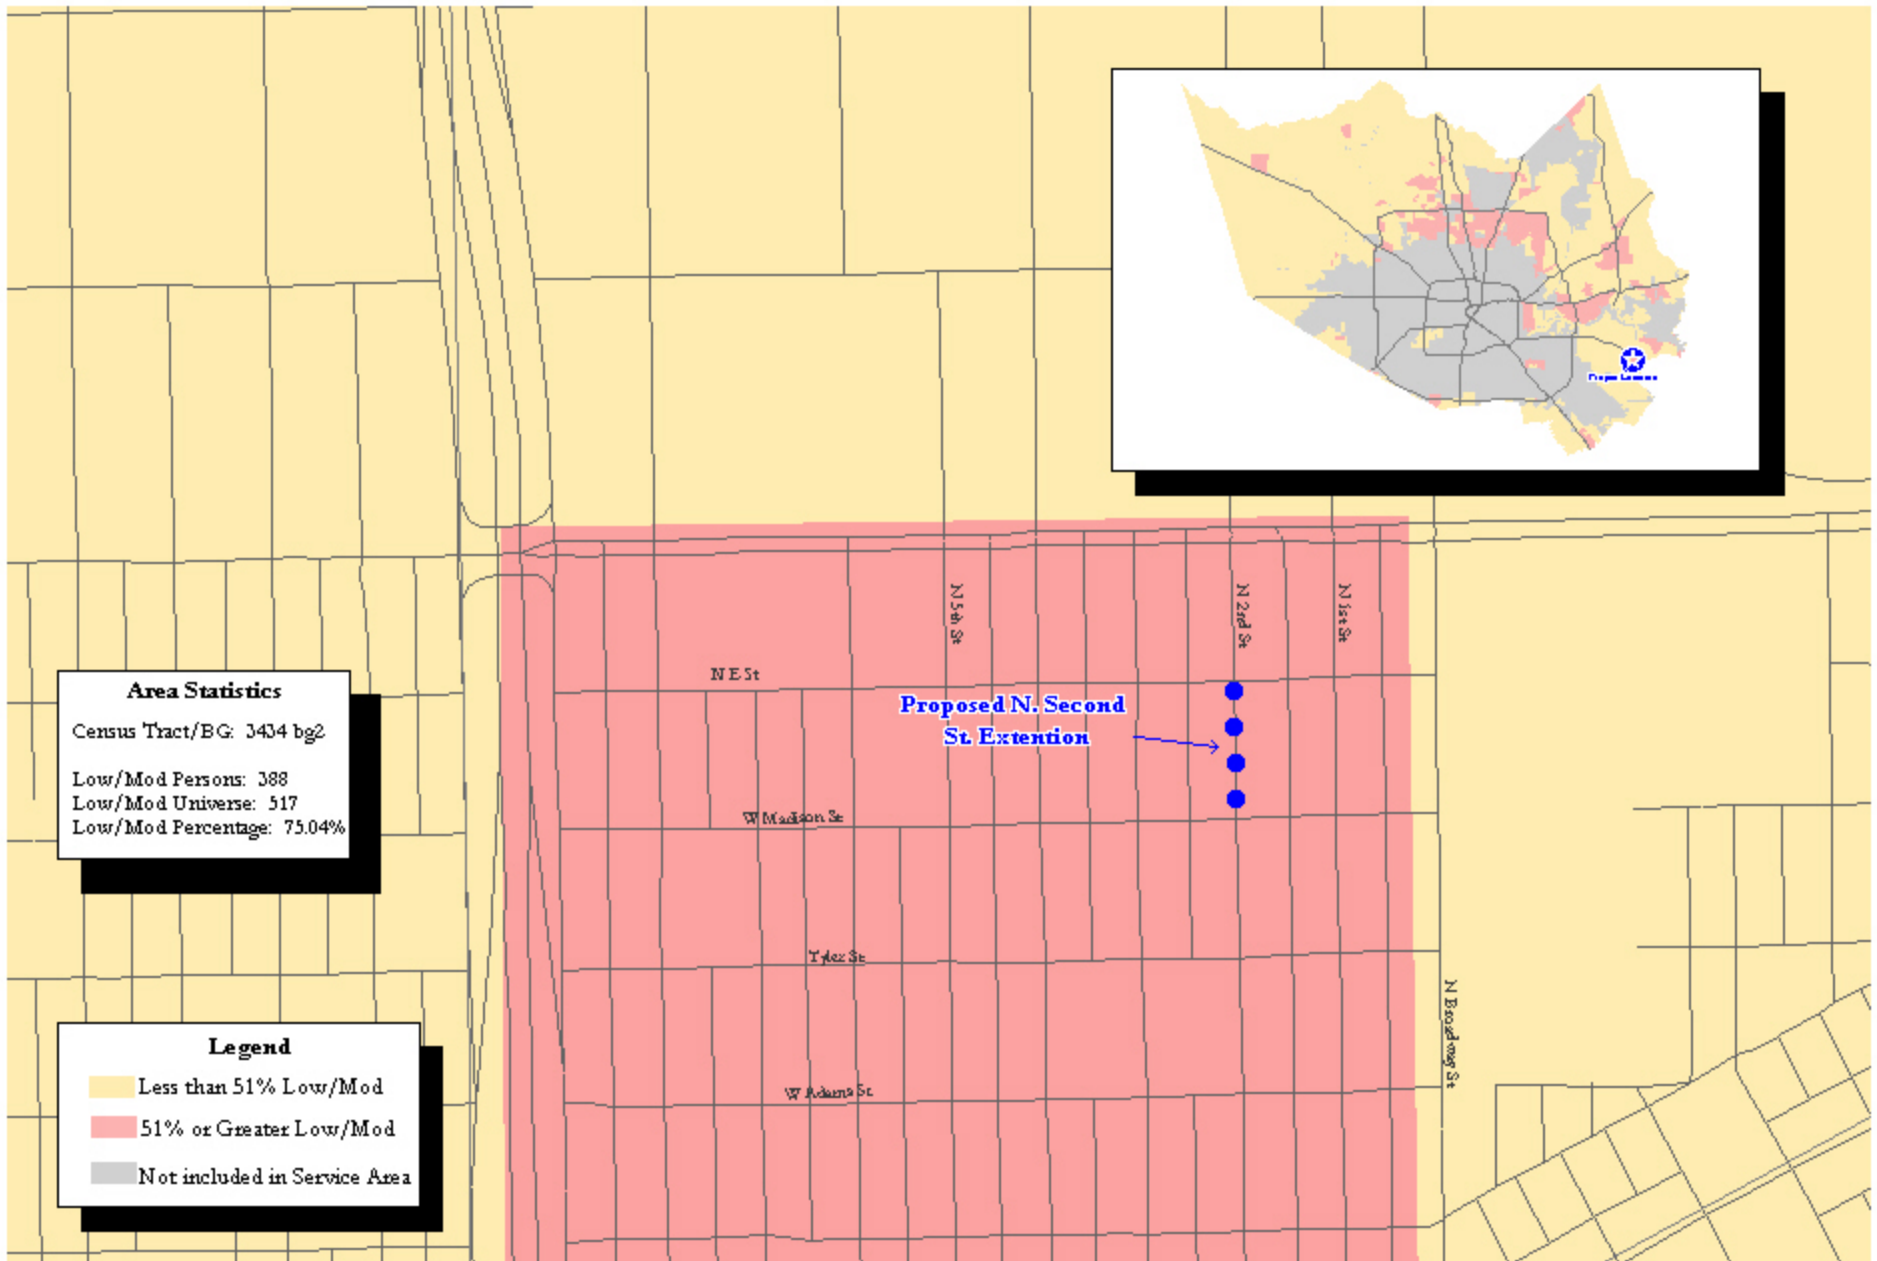 N 5th St
N 2nd St
N 1st St
N E St
Proposed N. Second
St. Extention
Area Statistics
Census Tract/BG: 3434 bg2
Low/Mod Persons: 388
Low/Mod Universe: 517
Low/Mod Percentage: 75.04%
W Madison St
Tyler St
N Broadway St
W Adams St
Legend
Less than 51% Low/Mod
51% or Greater Low/Mod
Not included in Service Area